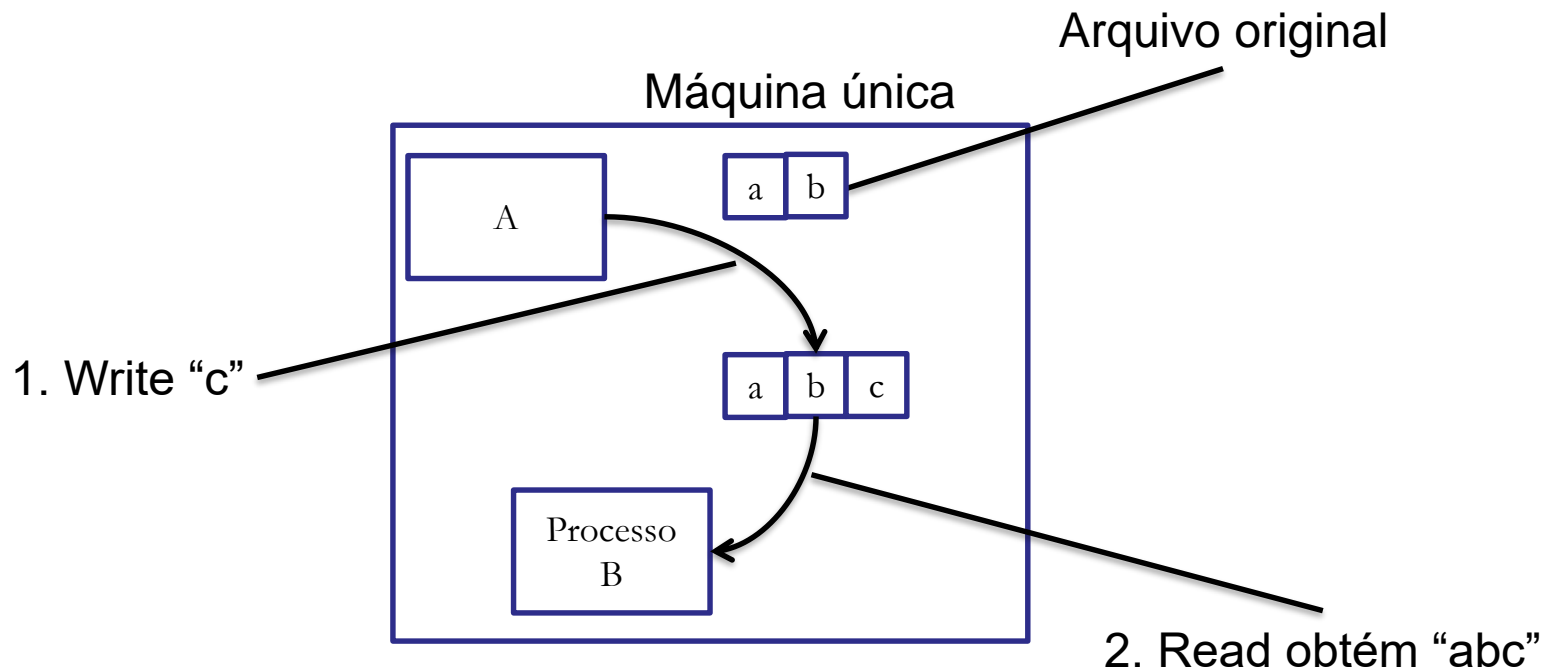 Arquivo original
Máquina única
a b
A
1. Write “c”
a b c
Processo
B
2. Read obtém “abc”